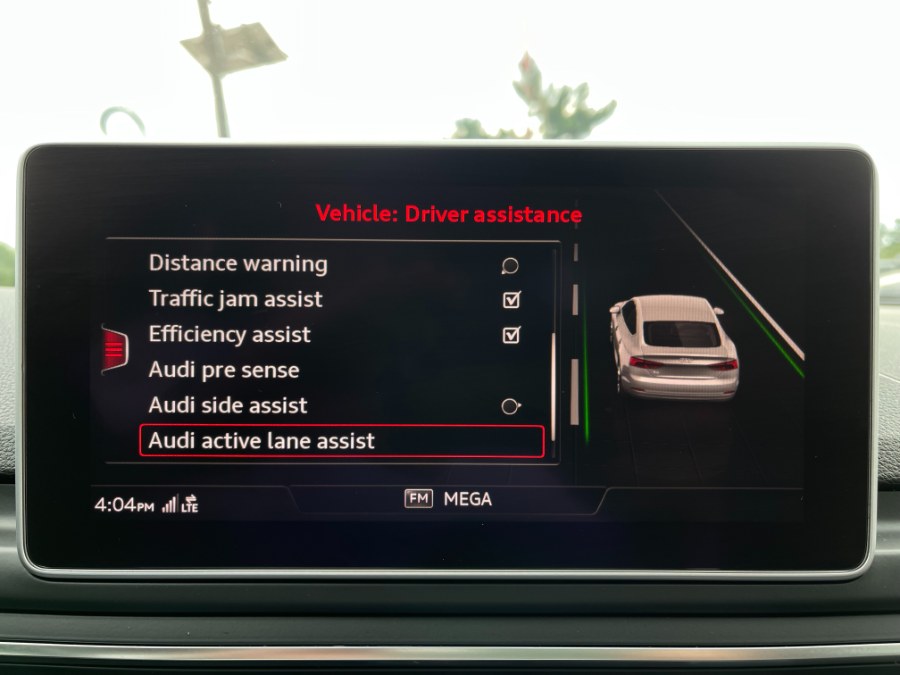 Vehicle: Driver assistance
Distance warning
Traffic jam assist
Efficiency assist
Audi pre sense
Audi side assist
Audi active lane assist
4:04PM LTE
FM MEGA